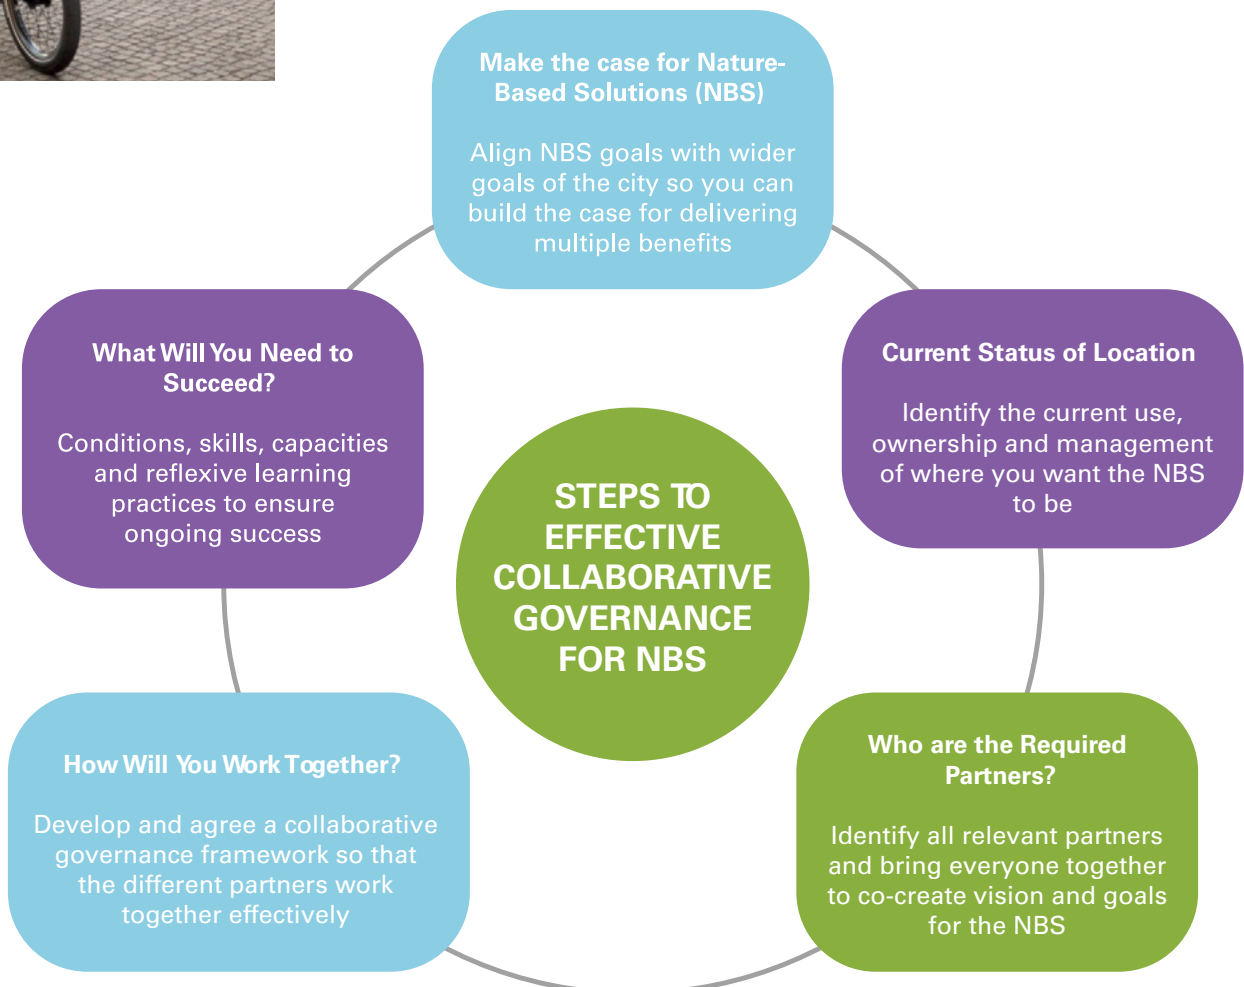 Make the case for Nature-
Based Solutions (NBS)
Align NBS goals with wider
goals of the city so you can
build the case for delivering
multiple benefits
Current Status of Location
Identify the current use,
ownership and management
of where you want the NBS
to be
Who are the Required
Partners?
Identify all relevant partners
and bring everyone together
to co-create vision and goals
for the NBS
How Will You Work Together?
Develop and agree a collaborative
governance framework so that
the different partners work
together effectively
What Will You Need to
Succeed?
Conditions, skills, capacities
and reflexive learning
practices to ensure
ongoing success
STEPS TO
EFFECTIVE
COLLABORATIVE
GOVERNANCE
FOR NBS